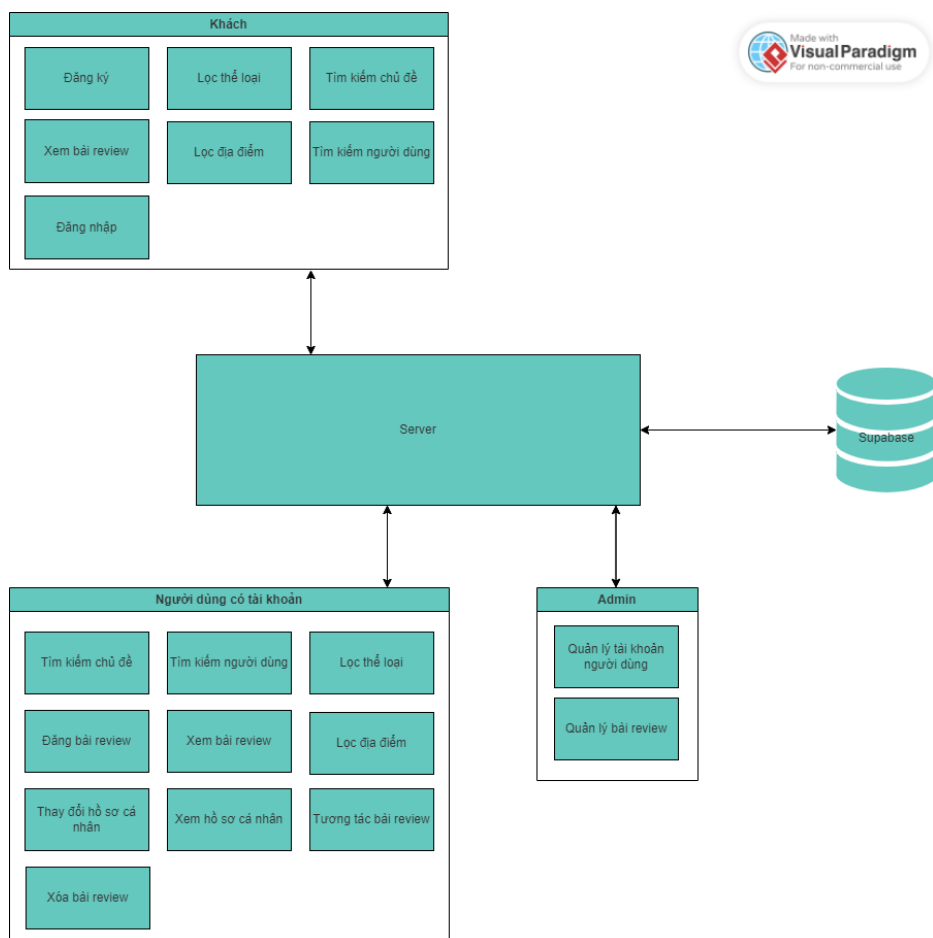 Khách
Đăng ký
Lọc thể loại
Tìm kiếm chủ đề
Xem bài review
Lọc địa điểm
Tìm kiếm người dùng
Đăng nhập
Made with
Visual Paradigm
For non-commercial use
Server
Supabase
Người dùng có tài khoản
Tìm kiếm chủ đề
Tìm kiếm người dùng
Lọc thể loại
Đăng bài review
Xem bài review
Lọc địa điểm
Thay đổi hồ sơ cá
nhân
Xem hồ sơ cá nhân
Tương tác bài review
Xóa bài review
Admin
Quản lý tài khoản
người dùng
Quản lý bài review